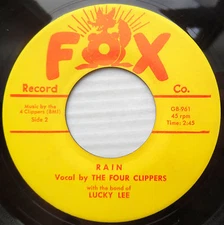 FOX
Record Co.
Music by the
4 Clippers (BMI)
Side 2
OR-961
45 rpm
Time: 2:45
RAIN
Vocal by THE FOUR CLIPPERS
with the band of
LUCKY LEE